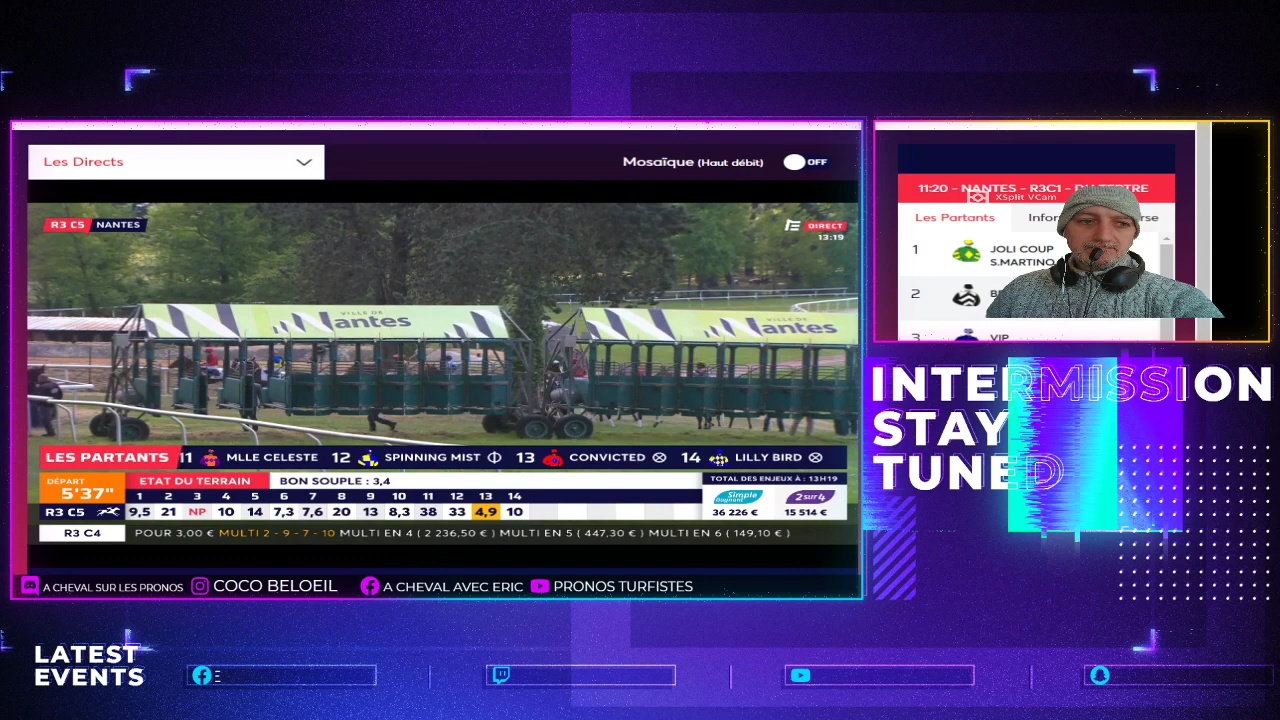 Les Directs
Mosaïque (Haut débit)
OFF
R3 C5 NANTES
DIRECT
13:19
VILLE DE
Nantes
Nantes
LES PARTANTS 11 MLLE CELESTE 12 SPINNING MIST 13 CONVICTED 14 LILLY BIRD
DÉPART
5'37"
ETAT DU TERRAIN BON SOUPLE : 3,4
TOTAL DES ENJEUX À : 13H19
1 2 3 4 5 6 7 8 9 10 11 12 13 14
Simple gagnant
2 sur 4
R3 C5 9,5 21 NP 10 14 7,3 7,6 20 13 8,3 38 33 4,9 10
36 226 € 15 514 €
R3 C4 POUR 3,00 € MULTI 2 - 9 - 7 - 10 MULTI EN 4 ( 2 236,50 € ) MULTI EN 5 ( 447,30 € ) MULTI EN 6 ( 149,10 € )
A CHEVAL SUR LES PRONOS COCO BELOEIL A CHEVAL AVEC ERIC PRONOS TURFISTES
11:20 - NANTES - R3C1 -
XSplit VCam
Les Partants
1 JOLI COUP
S.MARTINO
2
3 VIP
INTERMISSION
STAY
TUNED
LATEST
EVENTS